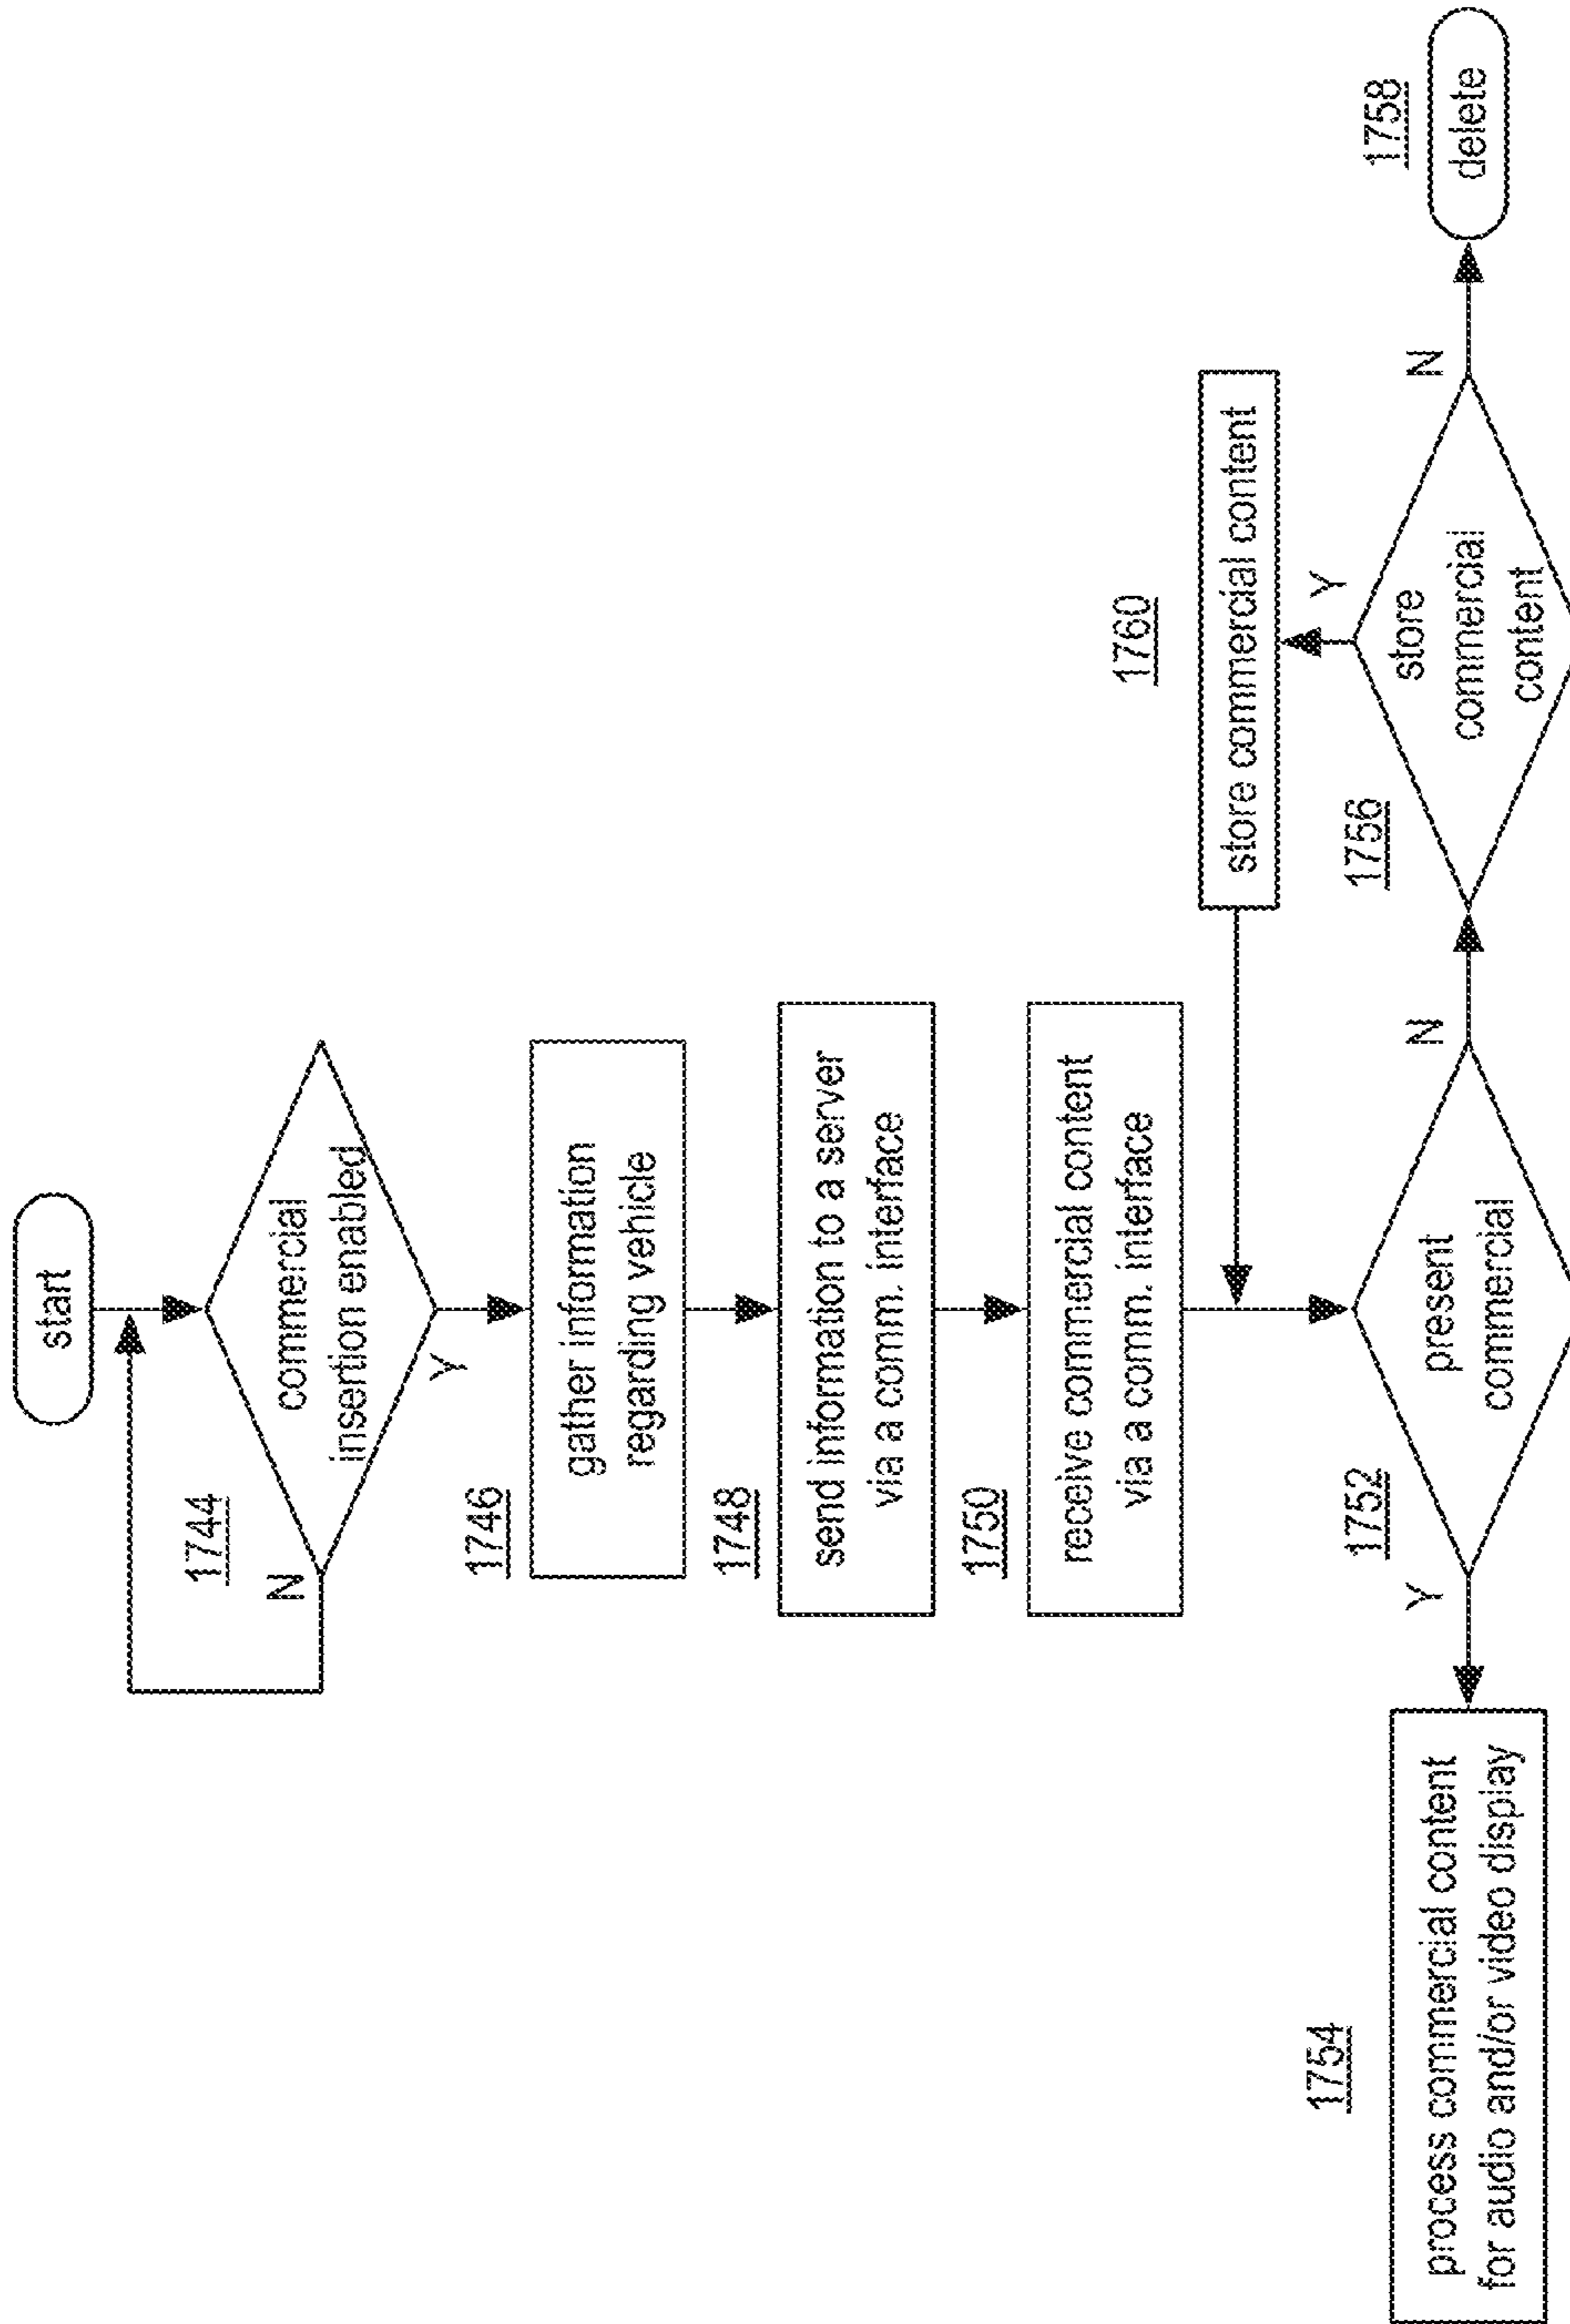 start
1744
commercial
insertion enabled
N
Y
1746
gather information
regarding vehicle
1748
send information to a server
via a comm. interface
1750
receive commercial content
via a comm. interface
1752
present
commercial
Y
N
1754
process commercial content
for audio and/or video display
1756
store
commercial
content
Y
N
1760
store commercial content
1758
delete